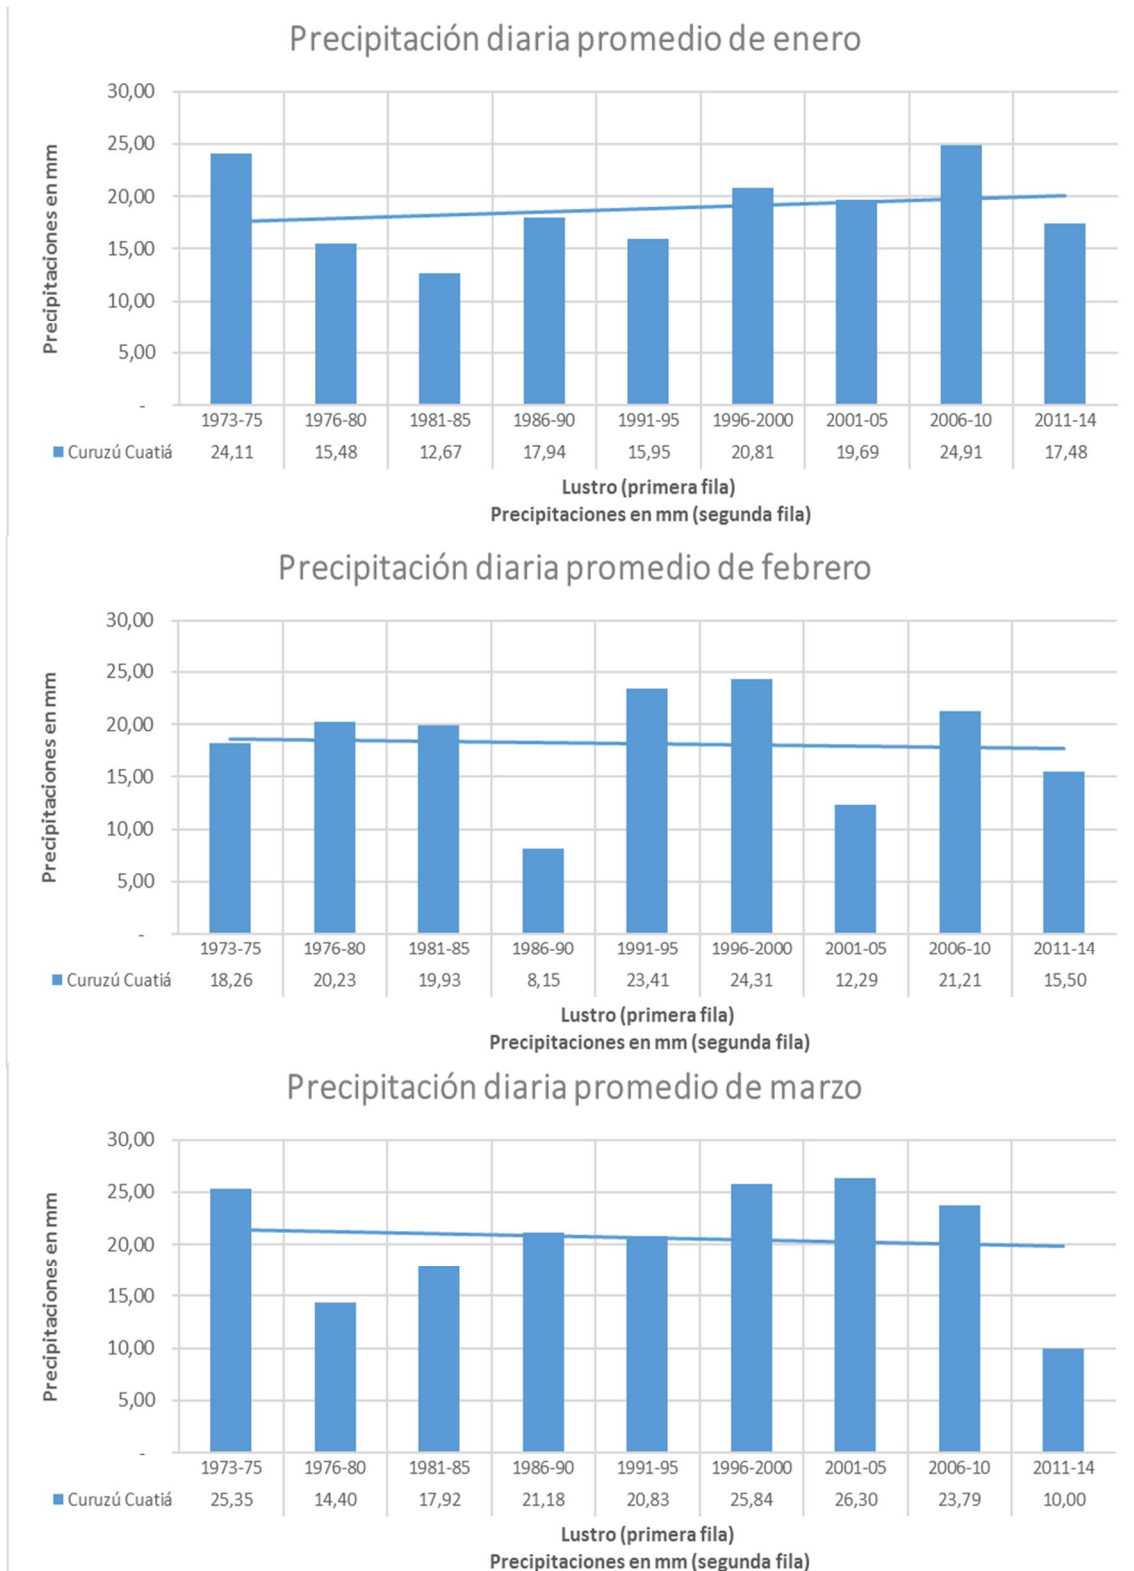 Precipitación diaria promedio de enero
Precipitaciones en mm
30,00
25,00
20,00
15,00
10,00
5,00
-
1973-75 1976-80 1981-85 1986-90 1991-95 1996-2000 2001-05 2006-10 2011-14
Curuzú Cuatiá 24,11 15,48 12,67 17,94 15,95 20,81 19,69 24,91 17,48
Lustro (primera fila)
Precipitaciones en mm (segunda fila)
Precipitación diaria promedio de febrero
Precipitaciones en mm
30,00
25,00
20,00
15,00
10,00
5,00
-
1973-75 1976-80 1981-85 1986-90 1991-95 1996-2000 2001-05 2006-10 2011-14
Curuzú Cuatiá 18,26 20,23 19,93 8,15 23,41 24,31 12,29 21,21 15,50
Lustro (primera fila)
Precipitaciones en mm (segunda fila)
Precipitación diaria promedio de marzo
Precipitaciones en mm
30,00
25,00
20,00
15,00
10,00
5,00
-
1973-75 1976-80 1981-85 1986-90 1991-95 1996-2000 2001-05 2006-10 2011-14
Curuzú Cuatiá 25,35 14,40 17,92 21,18 20,83 25,84 26,30 23,79 10,00
Lustro (primera fila)
Precipitaciones en mm (segunda fila)